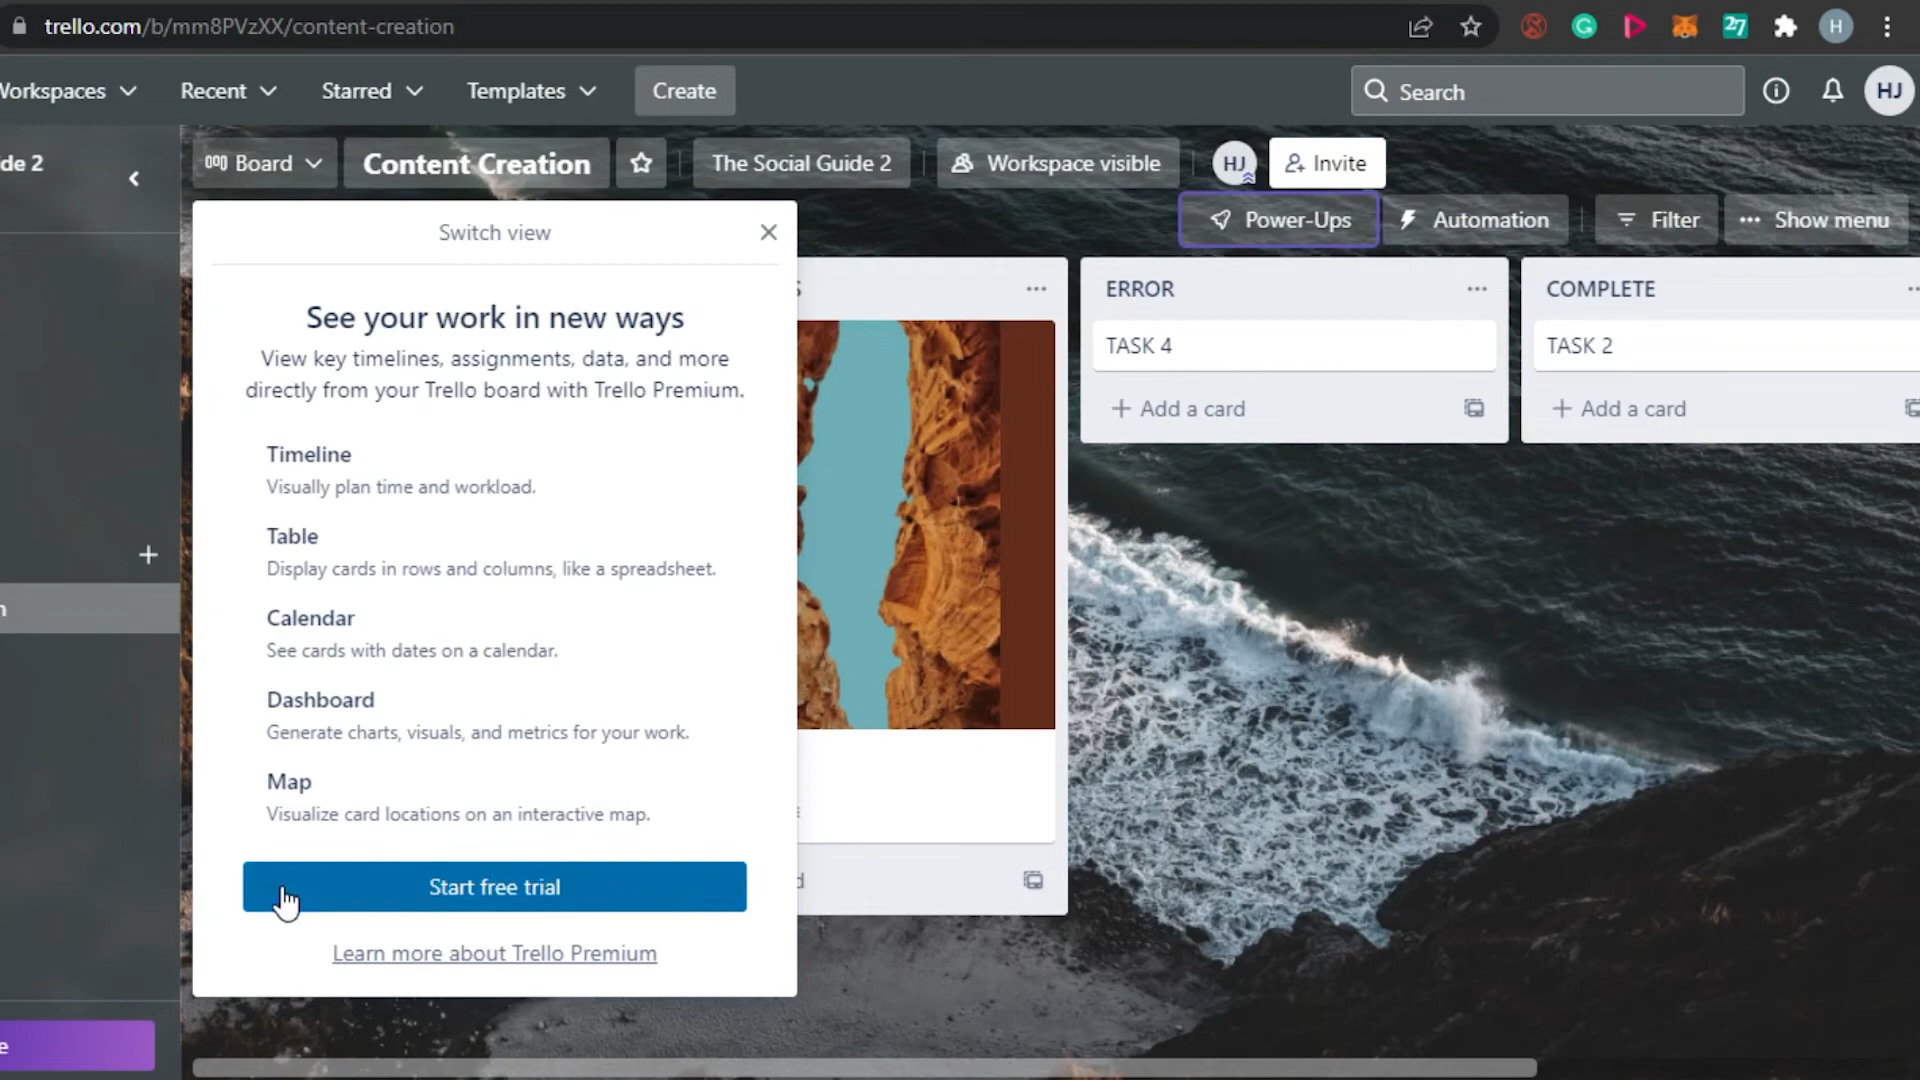 trello.com/b/mm8PVzXX/content-creation
27
H
Workspaces Recent Starred Templates Create Search HJ
de 2
Board Content Creation The Social Guide 2 Workspace visible HJ Invite
Power-Ups Automation Filter Show menu
Switch view
See your work in new ways
View key timelines, assignments, data, and more
directly from your Trello board with Trello Premium.
Timeline
Visually plan time and workload.
Table
Display cards in rows and columns, like a spreadsheet.
Calendar
See cards with dates on a calendar.
Dashboard
Generate charts, visuals, and metrics for your work.
Map
Visualize card locations on an interactive map.
Start free trial
Learn more about Trello Premium
ERROR
TASK 4
Add a card
COMPLETE
TASK 2
Add a card